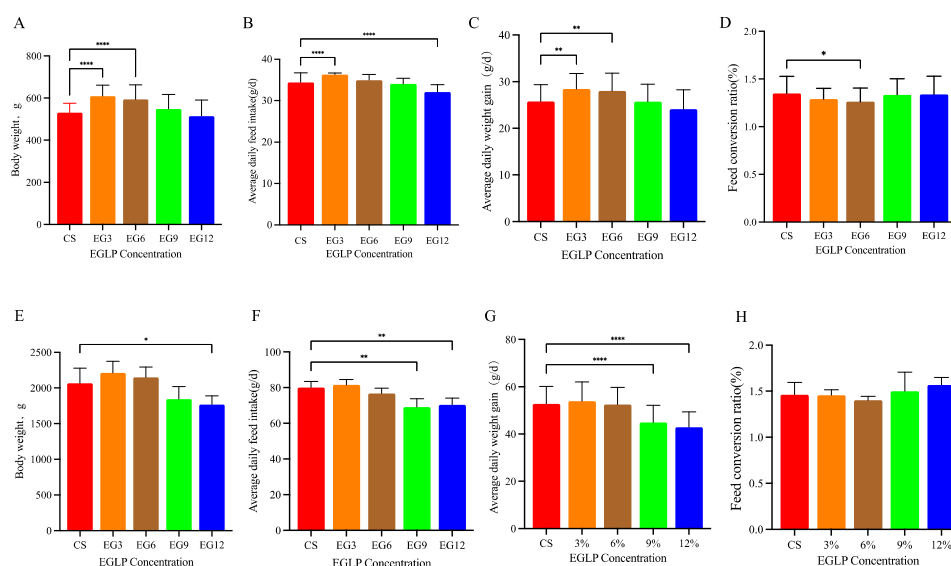 A
Body weight, g
800
600
400
200
0
****
****
CS EG3 EG6 EG9 EG12
EGLP Concentration
B
Average daily feed intake(g/d)
40
30
20
10
0
****
****
CS EG3 EG6 EG9 EG12
EGLP Concentration
C
Average daily weight gain (g/d)
40
30
20
10
0
**
**
CS EG3 EG6 EG9 EG12
EGLP Concentration
D
Feed conversion ratio(%)
2.0
1.5
1.0
0.5
0.0
*
CS EG3 EG6 EG9 EG12
EGLP Concentration
E
Body weight, g
2500
2000
1500
1000
500
0
*
CS EG3 EG6 EG9 EG12
EGLP Concentration
F
Average daily feed intake(g/d)
100
80
60
40
20
0
**
**
CS EG3 EG6 EG9 EG12
EGLP Concentration
G
Average daily weight gain (g/d)
80
60
40
20
0
****
****
CS 3% 6% 9% 12%
EGLP Concentration
H
Feed conversion ratio(%)
2.0
1.5
1.0
0.5
0.0
CS 3% 6% 9% 12%
EGLP Concentration